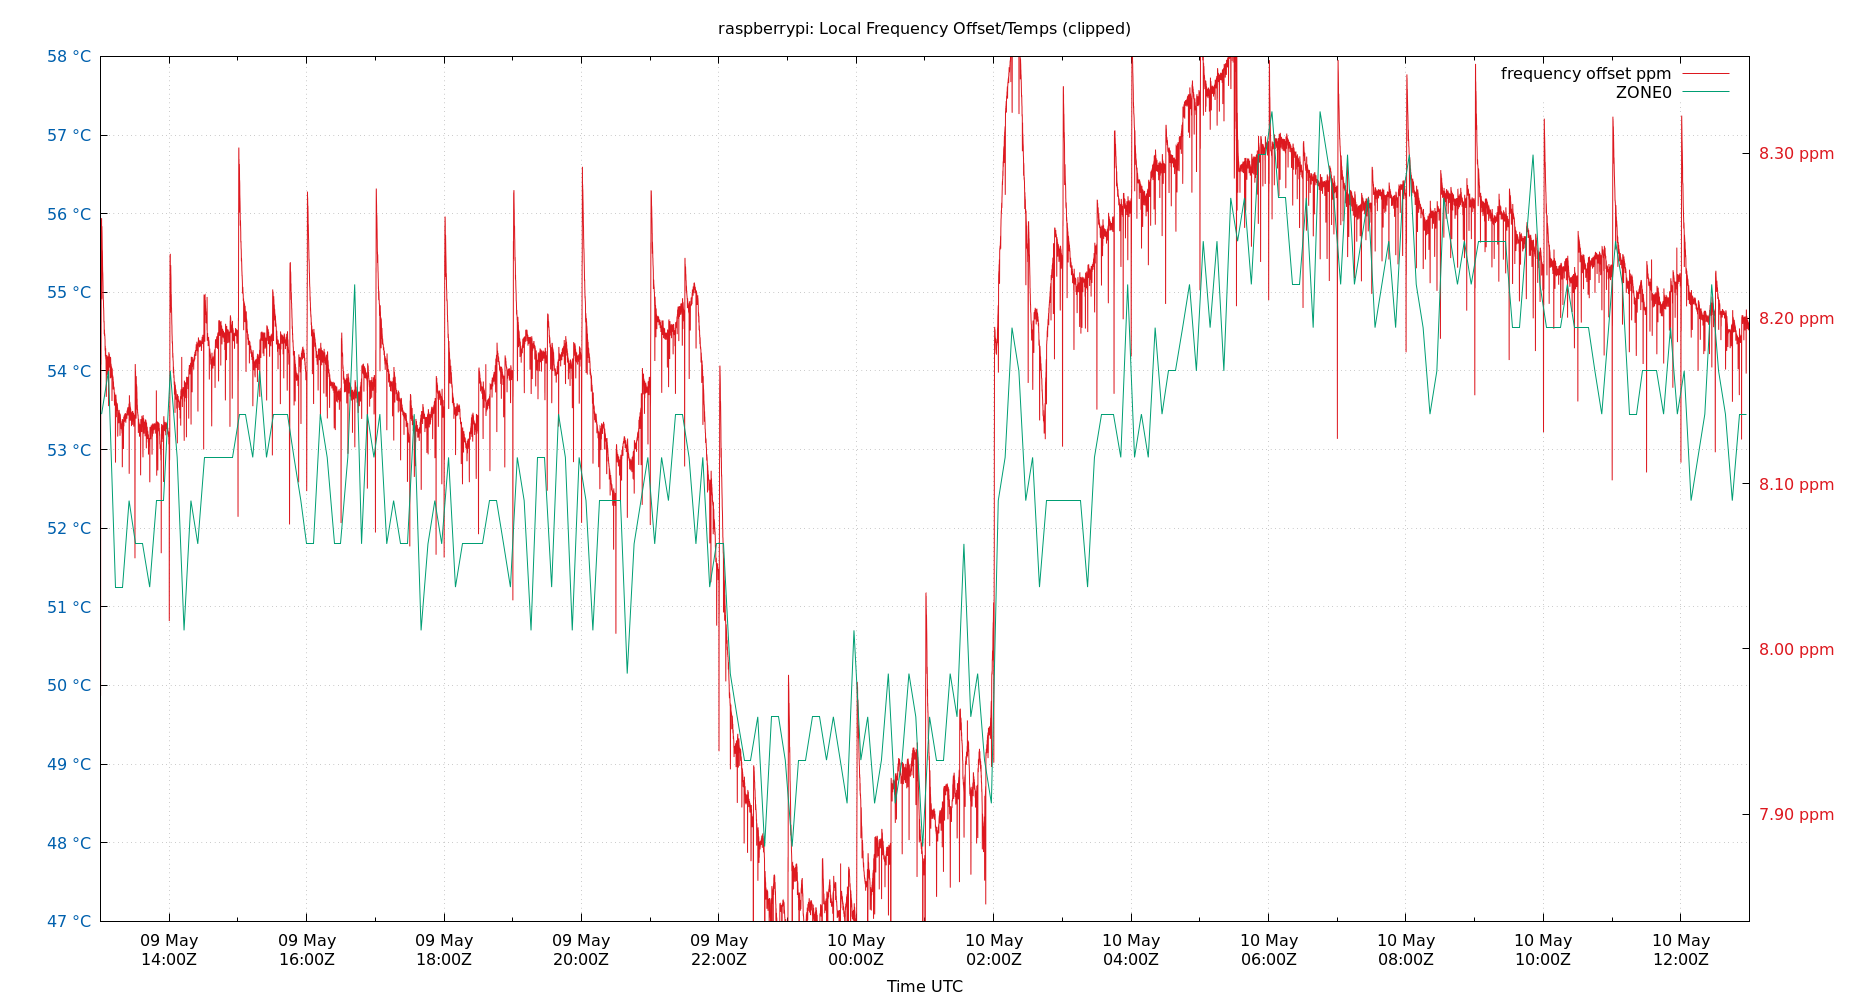 raspberrypi: Local Frequency Offset/Temps (clipped)
frequency offset ppm
ZONE0
58 °C
57 °C
56 °C
55 °C
54 °C
53 °C
52 °C
51 °C
50 °C
49 °C
48 °C
47 °C
8.30 ppm
8.20 ppm
8.10 ppm
8.00 ppm
7.90 ppm
09 May 09 May 09 May 09 May 09 May 10 May 10 May 10 May 10 May 10 May 10 May 10 May
14:00Z 16:00Z 18:00Z 20:00Z 22:00Z 00:00Z 02:00Z 04:00Z 06:00Z 08:00Z 10:00Z 12:00Z
Time UTC